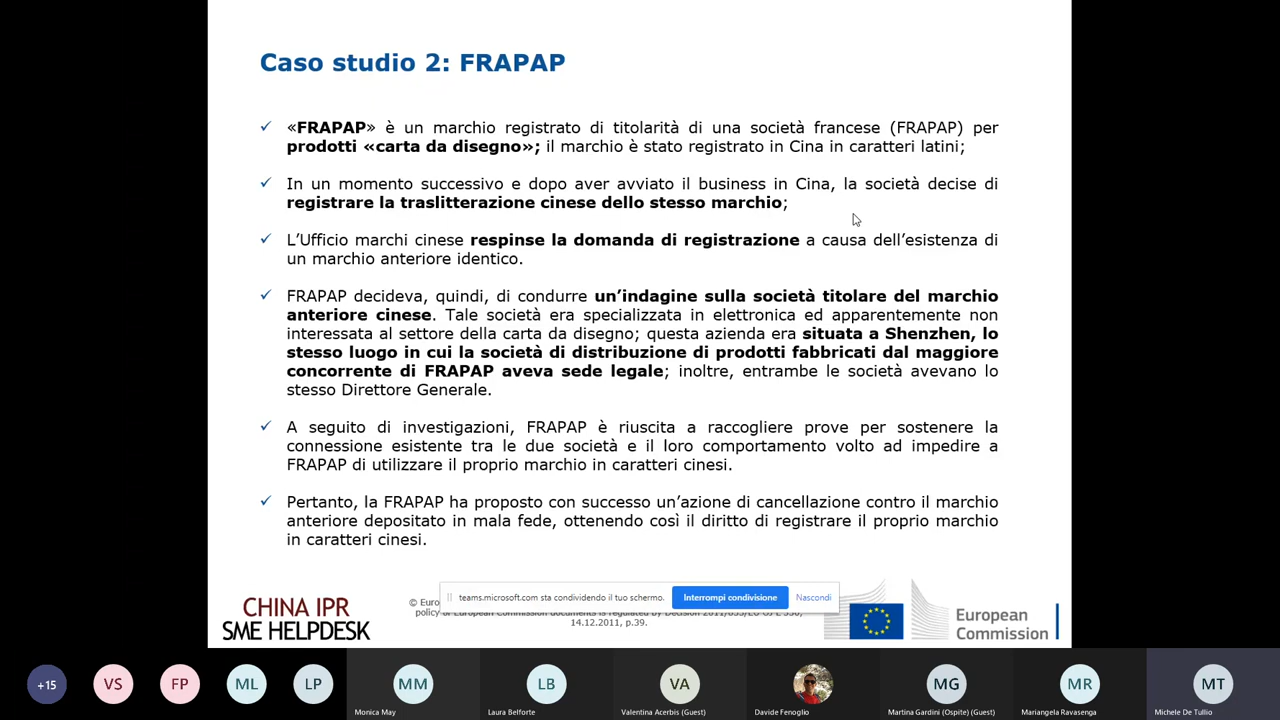 Caso studio 2: FRAPAP
✓ «FRAPAP» è un marchio registrato di titolarità di una società francese (FRAPAP) per
prodotti «carta da disegno»; il marchio è stato registrato in Cina in caratteri latini;
✓ In un momento successivo e dopo aver avviato il business in Cina, la società decise di
registrare la traslitterazione cinese dello stesso marchio;
✓ L'Ufficio marchi cinese respinse la domanda di registrazione a causa dell'esistenza di
un marchio anteriore identico.
✓ FRAPAP decideva, quindi, di condurre un'indagine sulla società titolare del marchio
anteriore cinese. Tale società era specializzata in elettronica ed apparentemente non
interessata al settore della carta da disegno; questa azienda era situata a Shenzhen, lo
stesso luogo in cui la società di distribuzione di prodotti fabbricati dal maggiore
concorrente di FRAPAP aveva sede legale; inoltre, entrambe le società avevano lo
stesso Direttore Generale.
✓ A seguito di investigazioni, FRAPAP è riuscita a raccogliere prove per sostenere la
connessione esistente tra le due società e il loro comportamento volto ad impedire a
FRAPAP di utilizzare il proprio marchio in caratteri cinesi.
✓ Pertanto, la FRAPAP ha proposto con successo un'azione di cancellazione contro il marchio
anteriore depositato in mala fede, ottenendo così il diritto di registrare il proprio marchio
in caratteri cinesi.
teams.microsoft.com sta condividendo il tuo schermo. Interrompi condivisione Nascondi
CHINA IPR
SME HELPDESK
©
14.12.2011, p.39.
European
Commission
+15 VS FP ML LP MM LB VA MG MR MT
Monica May Laura Belforte Valentina Acerbis (Guest) Davide Fenoglio Martina Gardini (Ospite) (Guest) Mariangela Ravasenga Michele De Tullio